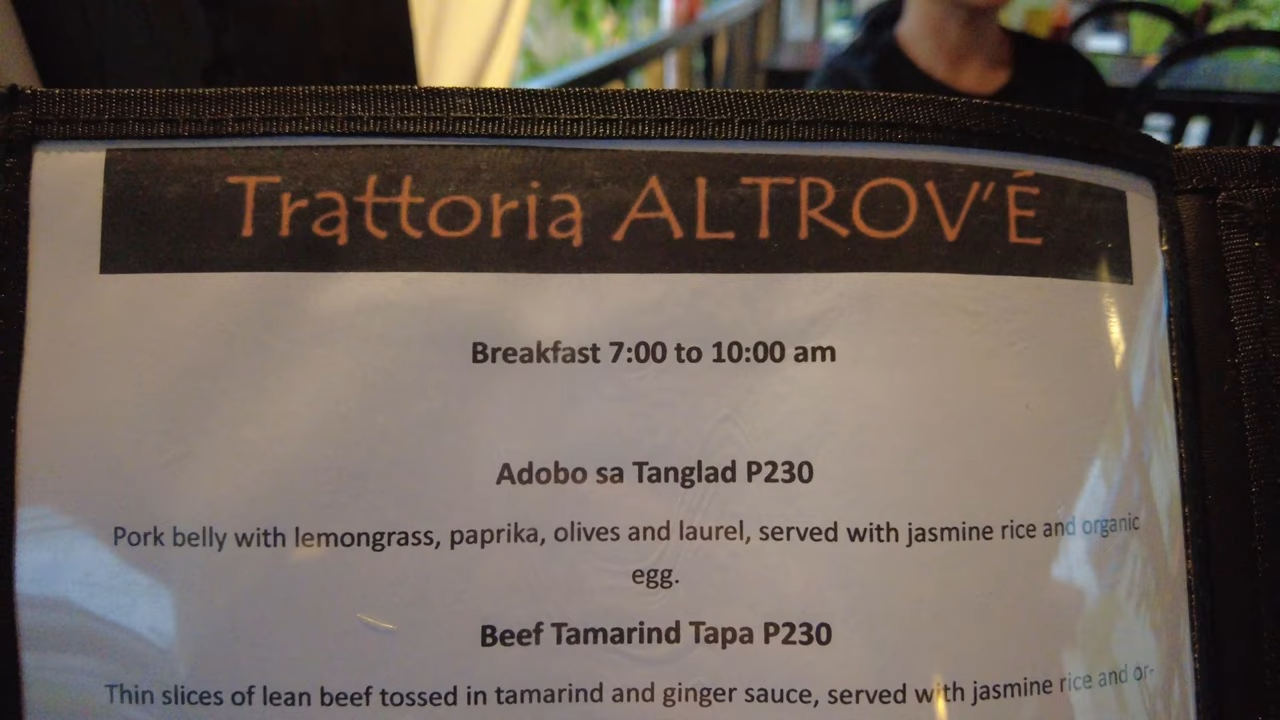 Trattoria ALTROV'É
Breakfast 7:00 to 10:00 am
Adobo sa Tanglad P230
Pork belly with lemongrass, paprika, olives and laurel, served with jasmine rice and organic
egg.
Beef Tamarind Tapa P230
Thin slices of lean beef tossed in tamarind and ginger sauce, served with jasmine rice and or-